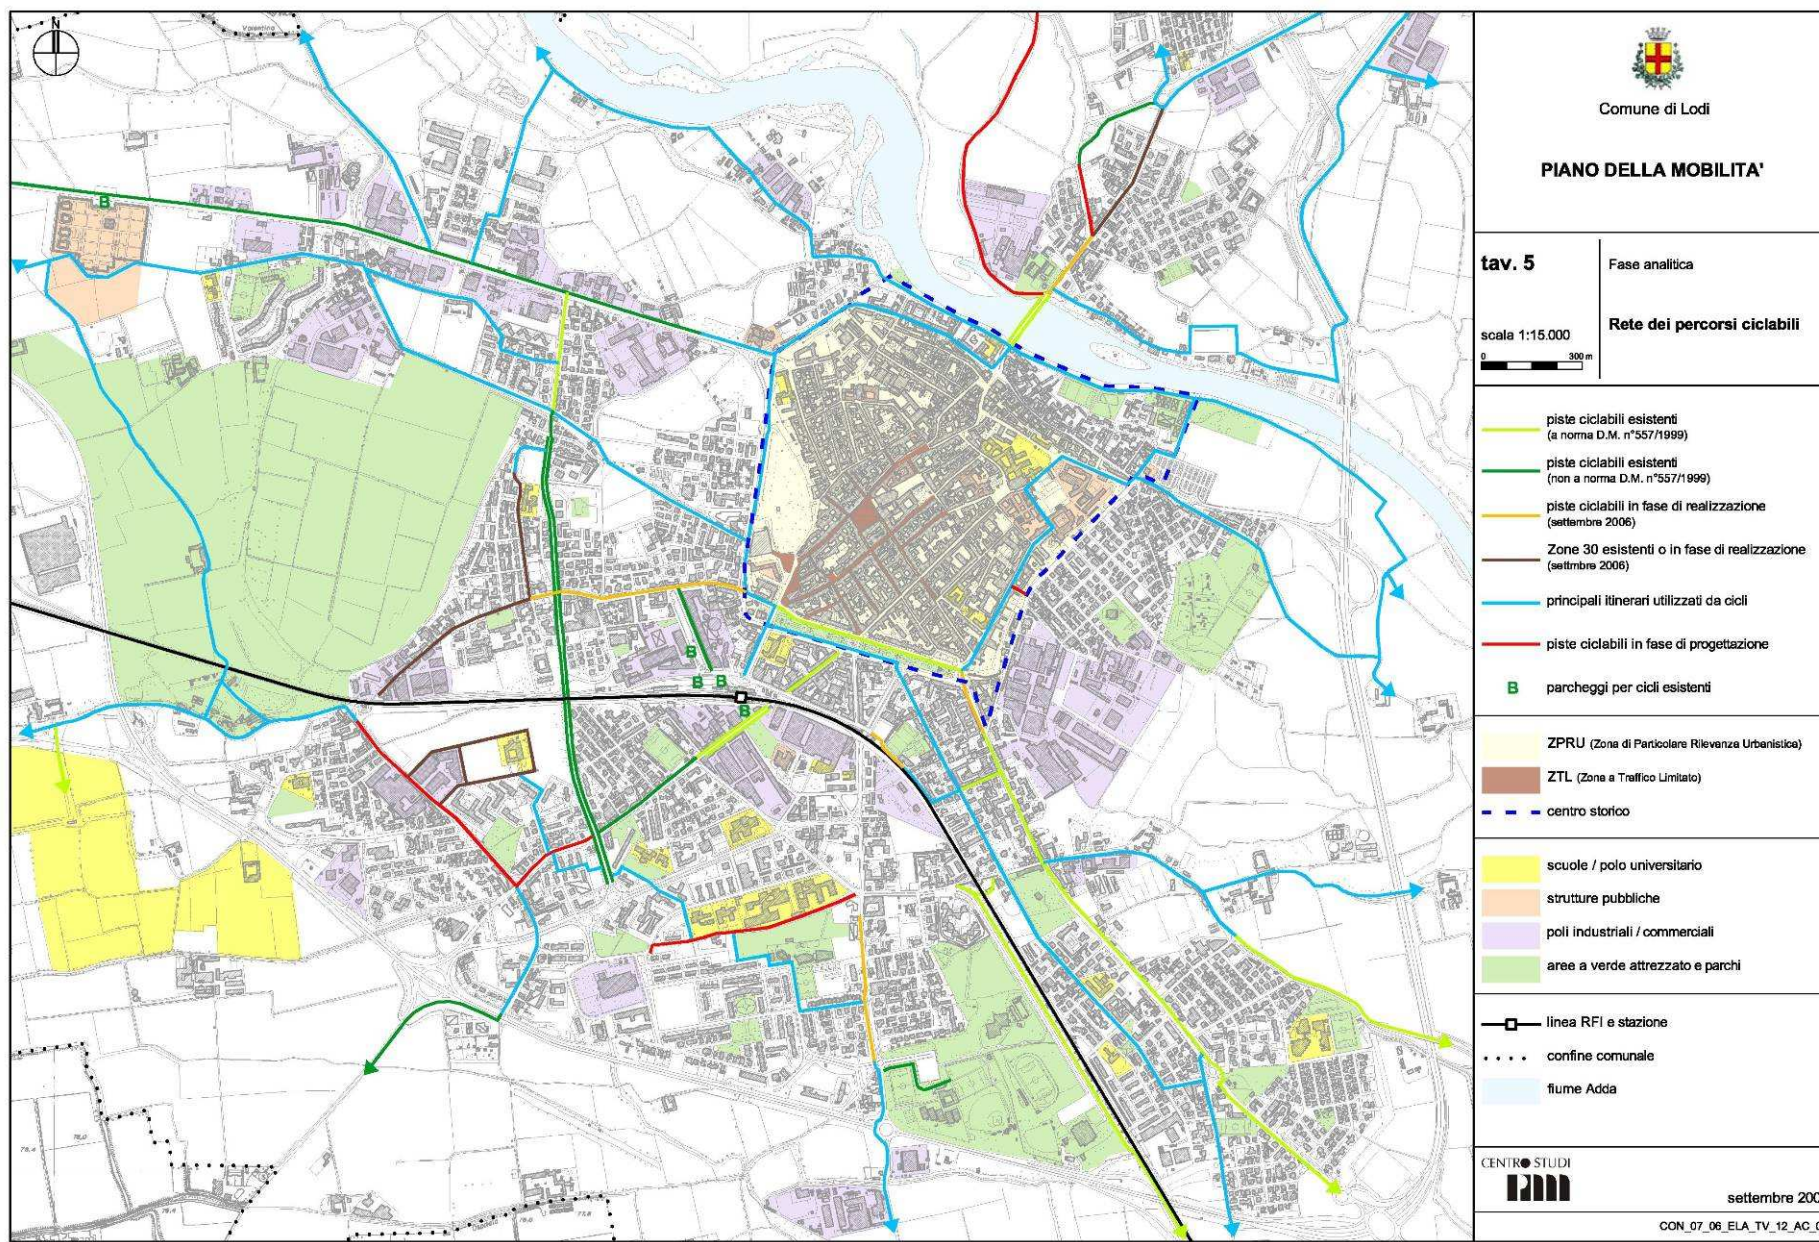 N
B
B
B
B
B
Comune di Lodi
PIANO DELLA MOBILITA'
tav. 5
Fase analitica
scala 1:15.000
Rete dei percorsi ciclabili
0 300 m
piste ciclabili esistenti
(a norma D.M. n°557/1999)
piste ciclabili esistenti
(non a norma D.M. n°557/1999)
piste ciclabili in fase di realizzazione
(settembre 2006)
Zone 30 esistenti o in fase di realizzazione
(settmbre 2006)
principali itinerari utilizzati da cicli
piste ciclabili in fase di progettazione
B parcheggi per cicli esistenti
ZPRU (Zona di Particolare Rilevanza Urbanistica)
ZTL (Zone a Traffico Limitato)
centro storico
scuole / polo universitario
strutture pubbliche
poli industriali / commerciali
aree a verde attrezzato e parchi
linea RFI e stazione
confine comunale
fiume Adda
CENTRO STUDI
settembre 200
CON_07_06_ELA_TV_12_AC_0